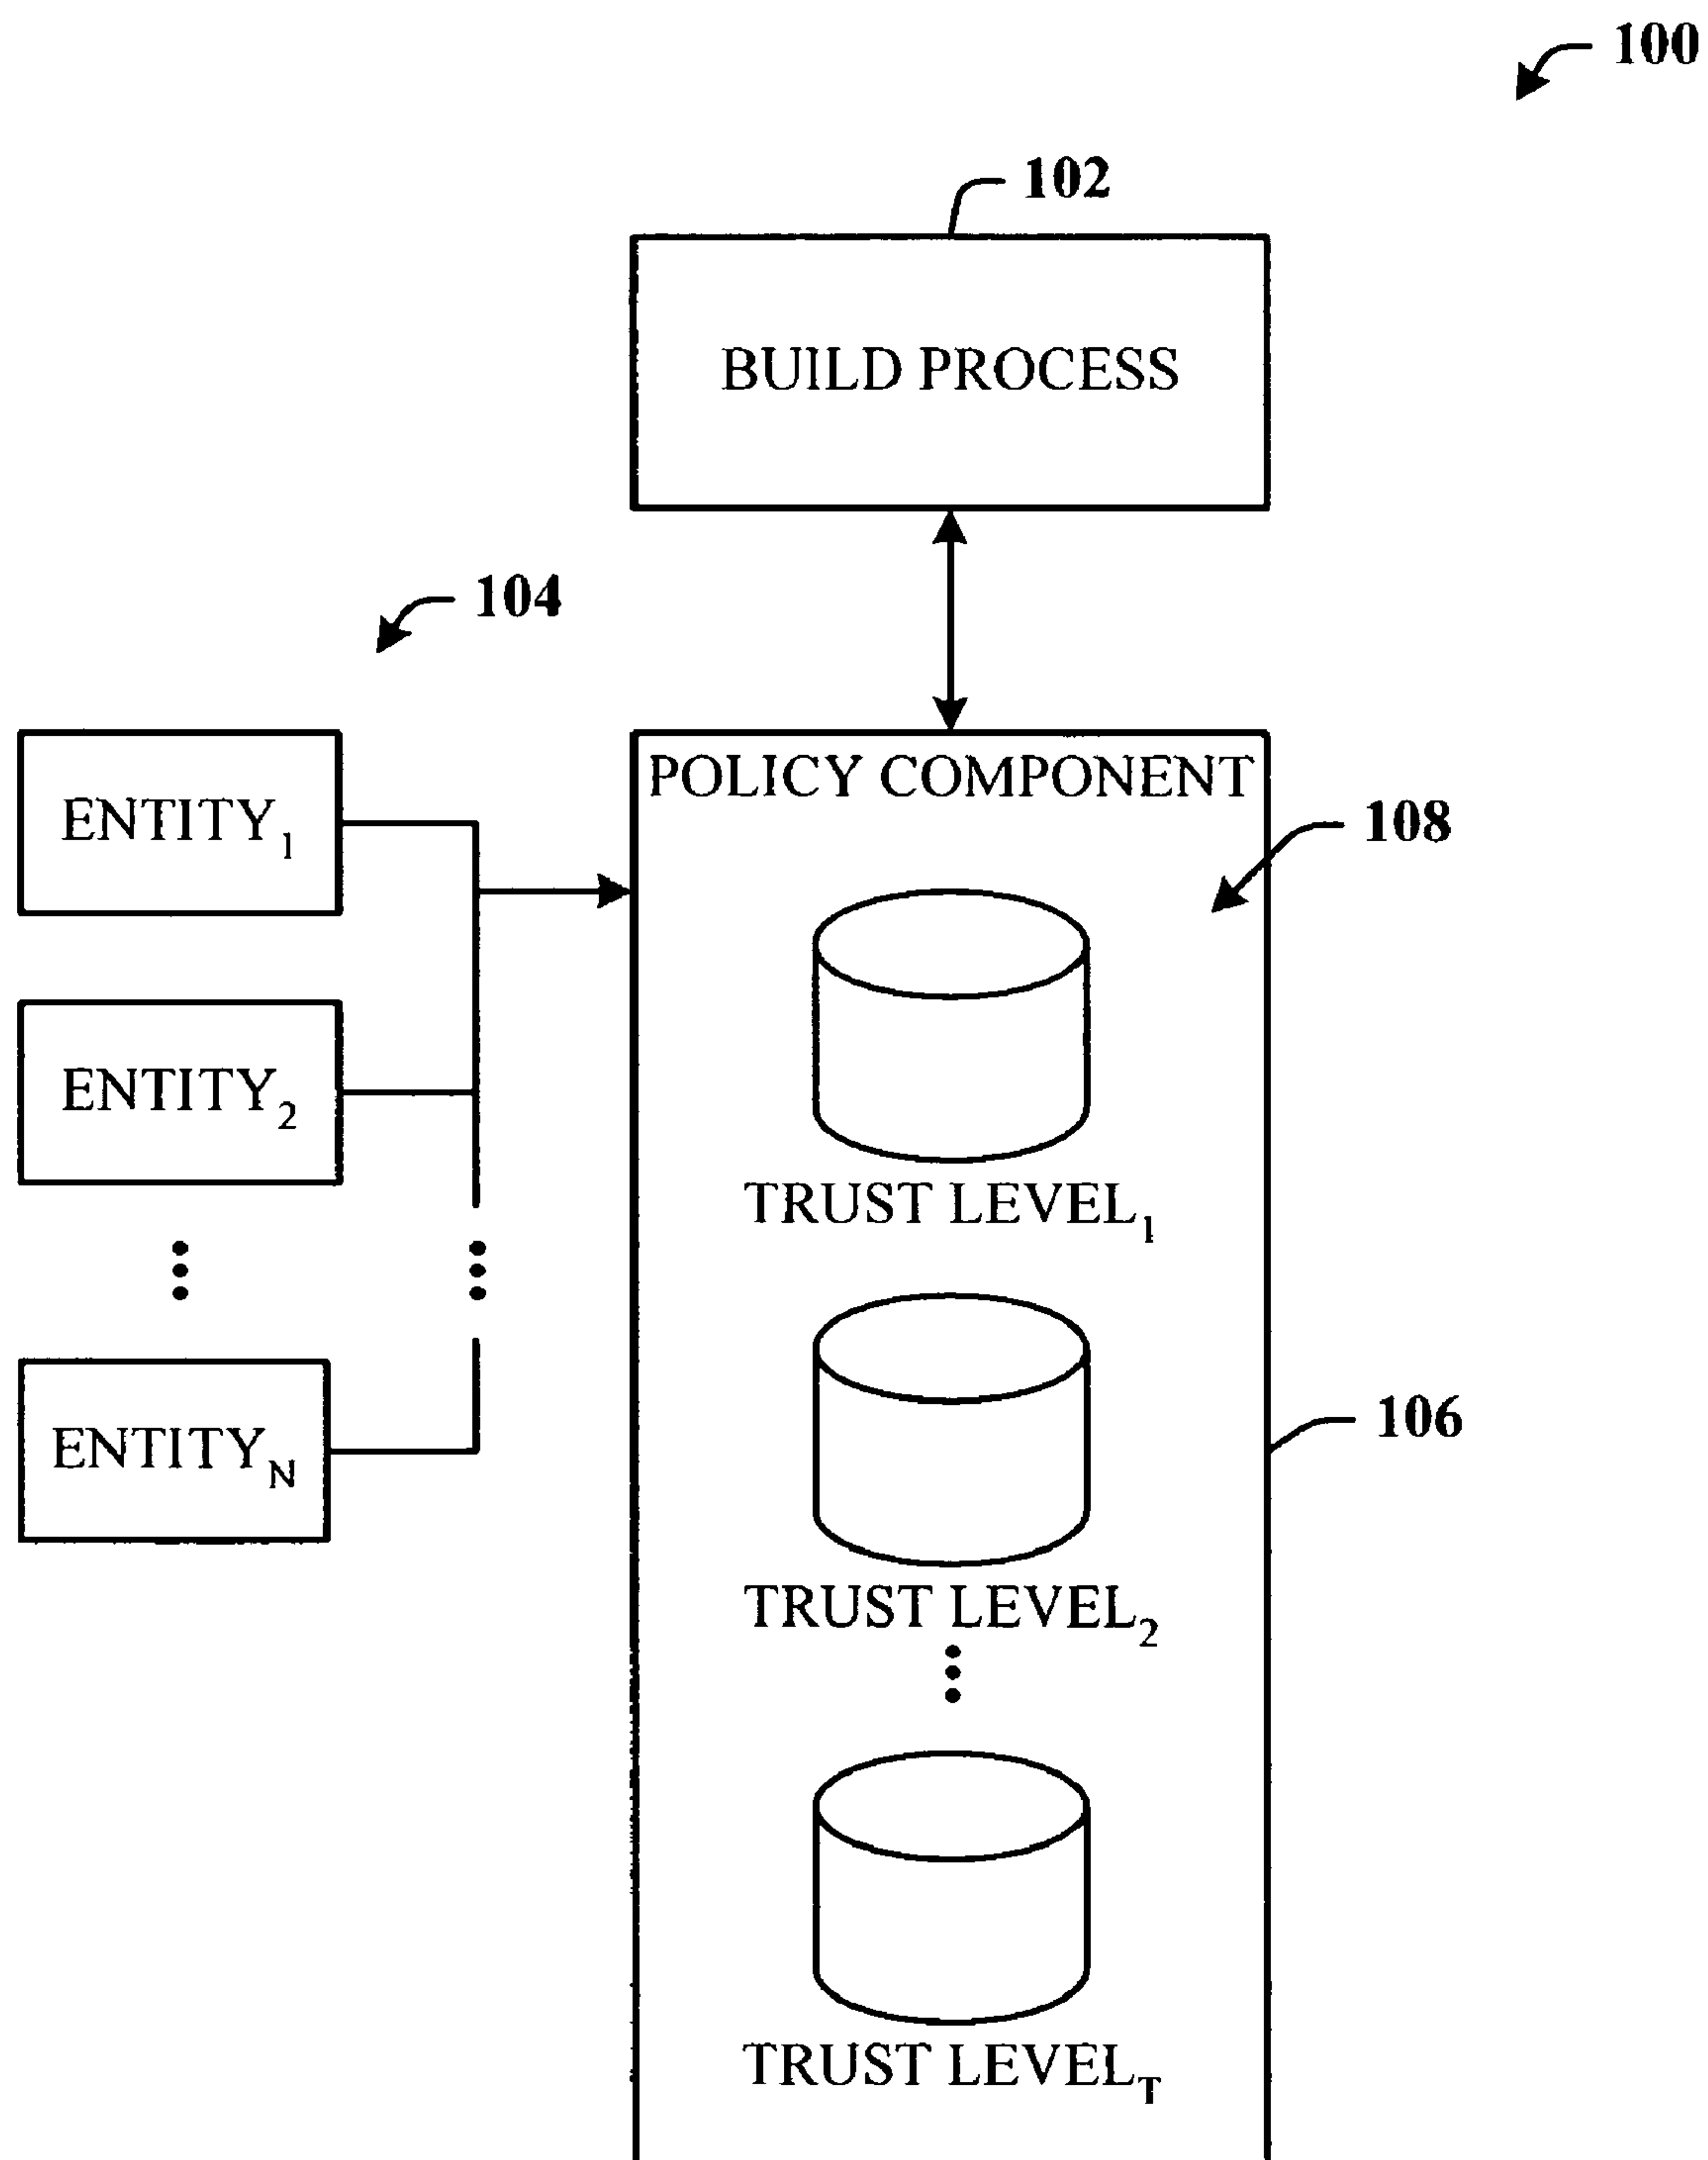 100
102
BUILD PROCESS
104
POLICY COMPONENT
108
ENTITY1
ENTITY2
ENTITYN
TRUST LEVEL1
106
TRUST LEVEL2
TRUST LEVELT